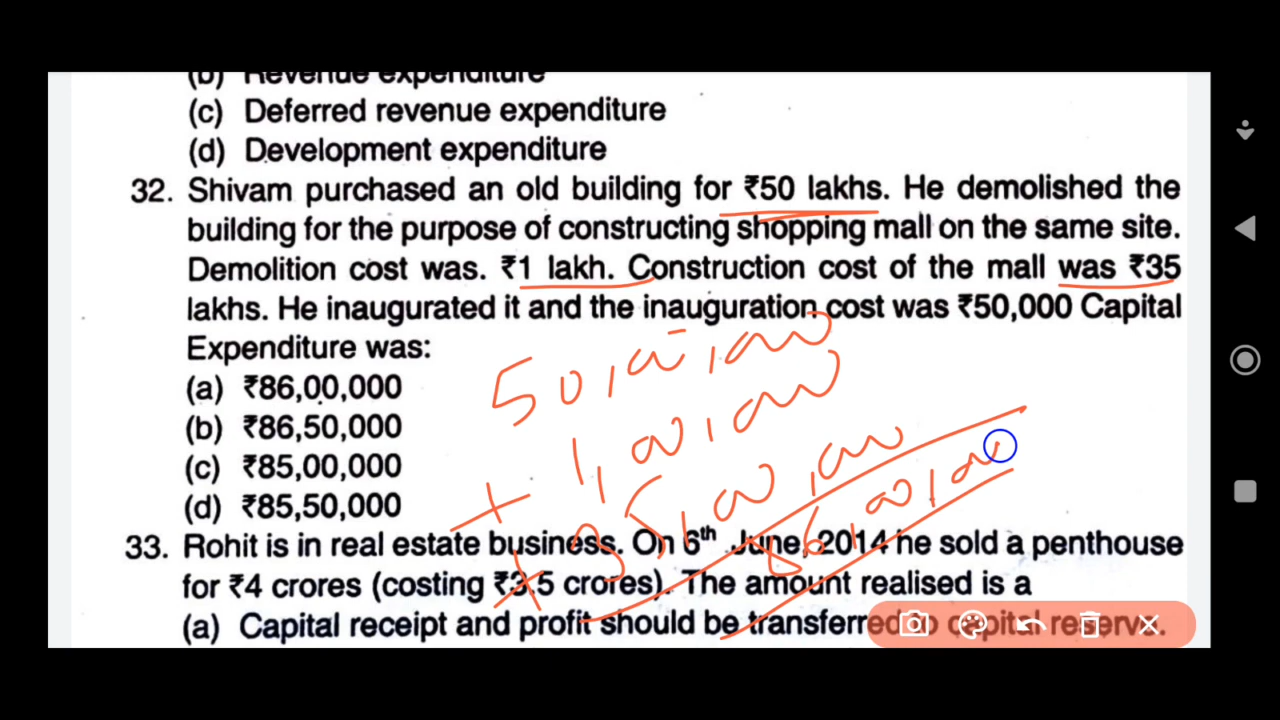 (b) Revenue expenditure
(c) Deferred revenue expenditure
(d) Development expenditure
32. Shivam purchased an old building for ₹50 lakhs. He demolished the
building for the purpose of constructing shopping mall on the same site.
Demolition cost was. ₹1 lakh. Construction cost of the mall was ₹35
lakhs. He inaugurated it and the inauguration cost was ₹50,000 Capital
Expenditure was:
(a) ₹86,00,000
(b) ₹86,50,000
(c) ₹85,00,000
(d) ₹85,50,000
50,00,000
+ 1,00,000
+ 35,00,000
86,00,000
33. Rohit is in real estate business. On 6th June, 2014 he sold a penthouse
for ₹4 crores (costing ₹3.5 crores). The amount realised is a
(a) Capital receipt and profit should be transferred to capital reserve.